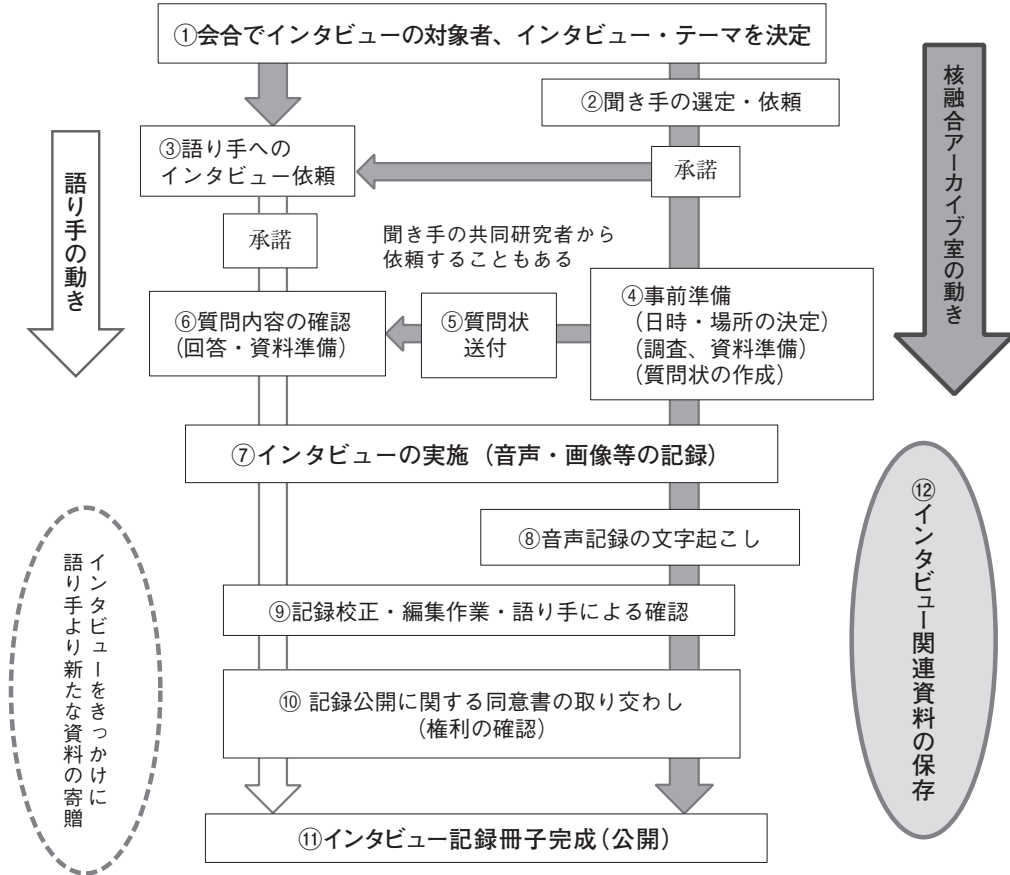 ①会合でインタビューの対象者、インタビュー・テーマを決定
②聞き手の選定・依頼
③語り手への
インタビュー依頼
承諾
承諾
聞き手の共同研究者から
依頼することもある
④事前準備
(日時・場所の決定)
(調査、資料準備)
(質問状の作成)
⑤質問状
送付
⑥質問内容の確認
(回答・資料準備)
⑦インタビューの実施（音声・画像等の記録）
⑧音声記録の文字起こし
⑨記録校正・編集作業・語り手による確認
⑩ 記録公開に関する同意書の取り交わし
(権利の確認)
⑪インタビュー記録冊子完成(公開)
語り手の動き
核融合アーカイブ室の動き
インタビューをきっかけに
語り手より新たな資料の寄贈
⑫インタビュー関連資料の保存